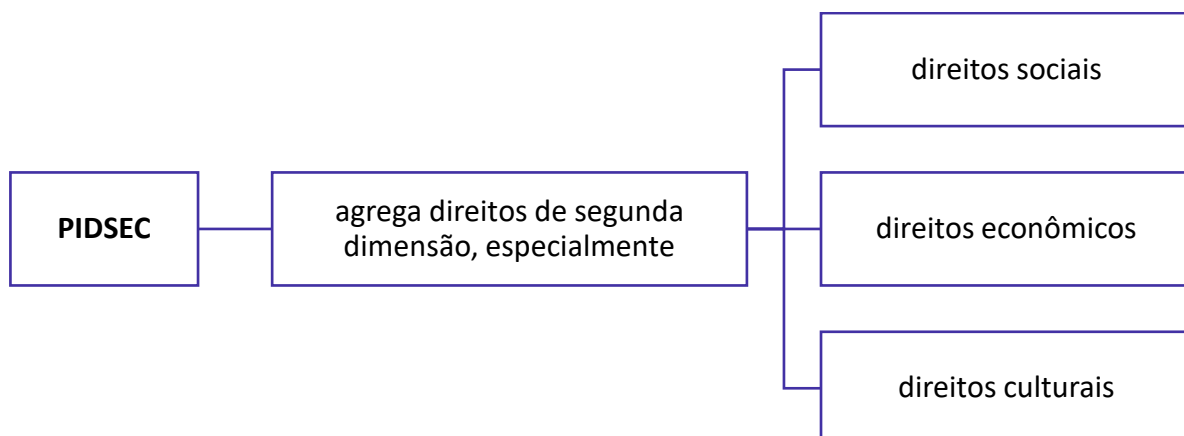 PIDSEC
agrega direitos de segunda
dimensão, especialmente
direitos sociais
direitos econômicos
direitos culturais